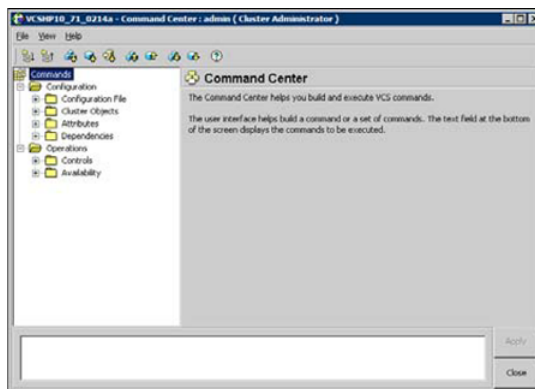 VCSHP10_71_0214a - Command Center : admin ( Cluster Administrator )
File View Help
Commands
Configuration
Configuration File
Cluster Objects
Attributes
Dependencies
Operations
Controls
Availability
Command Center
The Command Center helps you build and execute VCS commands.
The user interface helps build a command or a set of commands. The text field at the bottom
of the screen displays the commands to be executed.
Apply
Close